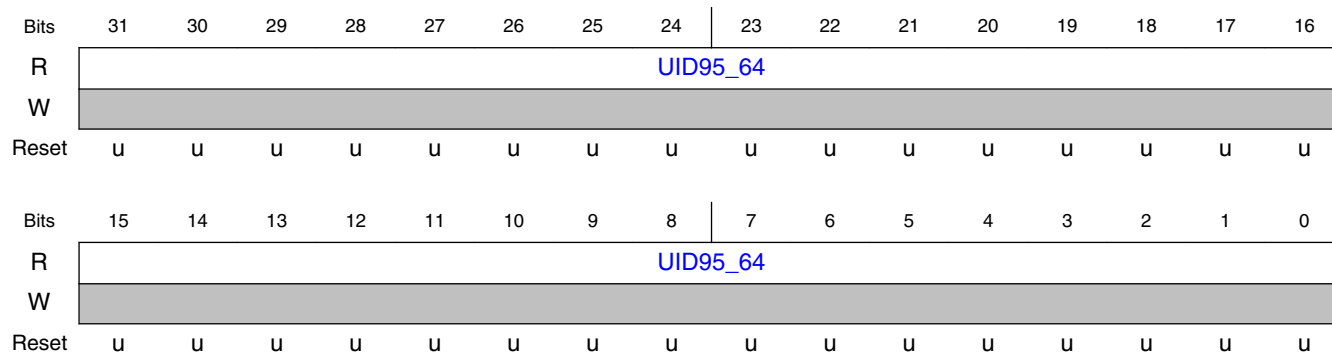 Bits 31 30 29 28 27 26 25 24 23 22 21 20 19 18 17 16
R UID95_64
W
Reset u u u u u u u u u u u u u u u u
Bits 15 14 13 12 11 10 9 8 7 6 5 4 3 2 1 0
R UID95_64
W
Reset u u u u u u u u u u u u u u u u